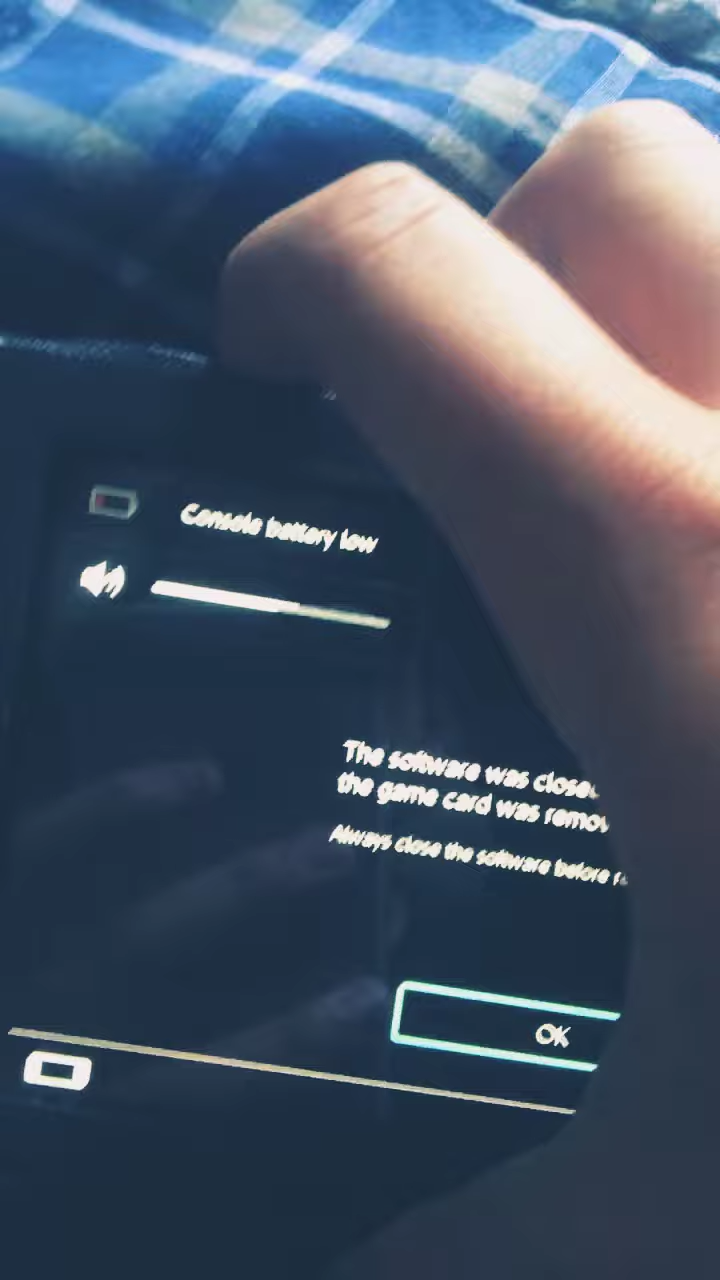 Console battery low
The software was close
the game card was remov
Always close the software before r
OK